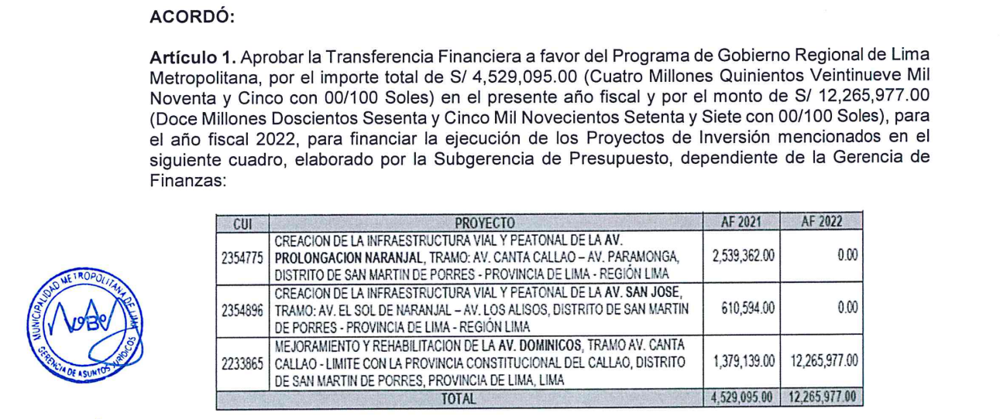 ACORDÓ:
Artículo 1. Aprobar la Transferencia Financiera a favor del Programa de Gobierno Regional de Lima
Metropolitana, por el importe total de S/ 4,529,095.00 (Cuatro Millones Quinientos Veintinueve Mil
Noventa y Cinco con 00/100 Soles) en el presente año fiscal y por el monto de S/ 12,265,977.00
(Doce Millones Doscientos Sesenta y Cinco Mil Novecientos Setenta y Siete con 00/100 Soles), para
el año fiscal 2022, para financiar la ejecución de los Proyectos de Inversión mencionados en el
siguiente cuadro, elaborado por la Subgerencia de Presupuesto, dependiente de la Gerencia de
Finanzas:
CUI PROYECTO AF 2021 AF 2022
CREACION DE LA INFRAESTRUCTURA VIAL Y PEATONAL DE LA AV.
2354775 PROLONGACION NARANJAL, TRAMO: AV. CANTA CALLAO – AV. PARAMONGA, 2,539,362.00 0.00
DISTRITO DE SAN MARTIN DE PORRES - PROVINCIA DE LIMA - REGIÓN LIMA
CREACION DE LA INFRAESTRUCTURA VIAL Y PEATONAL DE LA AV. SAN JOSE,
2354896 TRAMO: AV. EL SOL DE NARANJAL – AV. LOS ALISOS, DISTRITO DE SAN MARTIN 610,594.00 0.00
DE PORRES - PROVINCIA DE LIMA - REGIÓN LIMA
MEJORAMIENTO Y REHABILITACION DE LA AV. DOMINICOS, TRAMO AV. CANTA
2233865 CALLAO - LIMITE CON LA PROVINCIA CONSTITUCIONAL DEL CALLAO, DISTRITO 1,379,139.00 12,265,977.00
DE SAN MARTIN DE PORRES, PROVINCIA DE LIMA, LIMA
TOTAL 4,529,095.00 12,265,977.00
MUNICIPALIDAD METROPOLITANA DE LIMA
GERENCIA DE ASUNTOS JURÍDICOS